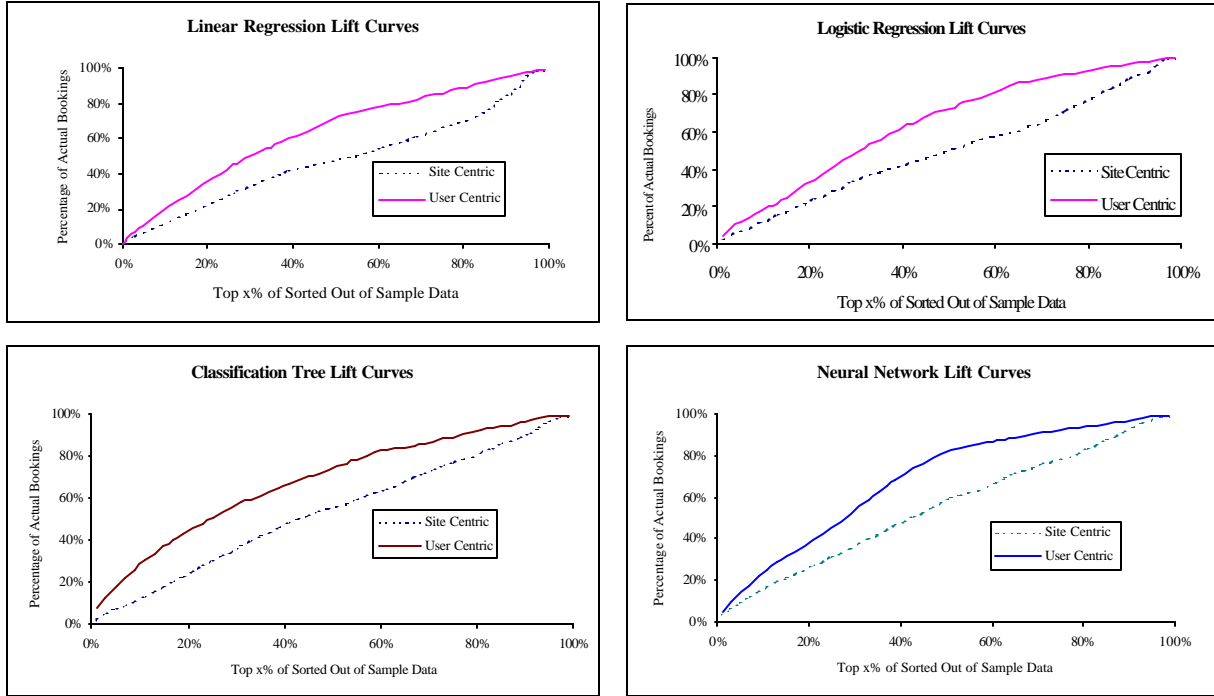 Linear Regression Lift Curves
Percentage of Actual Bookings
100%
80%
60%
40%
20%
0%
Site Centric
User Centric
0% 20% 40% 60% 80% 100%
Top x% of Sorted Out of Sample Data
Logistic Regression Lift Curves
Percent of Actual Bookings
100%
80%
60%
40%
20%
0%
Site Centric
User Centric
0% 20% 40% 60% 80% 100%
Top x% of Sorted Out of Sample Data
Classification Tree Lift Curves
Percentage of Actual Bookings
100%
80%
60%
40%
20%
0%
Site Centric
User Centric
0% 20% 40% 60% 80% 100%
Top x% of Sorted Out of Sample Data
Neural Network Lift Curves
Percentage of Actual Bookings
100%
80%
60%
40%
20%
0%
Site Centric
User Centric
0% 20% 40% 60% 80% 100%
Top x% of Sorted Out of Sample Data